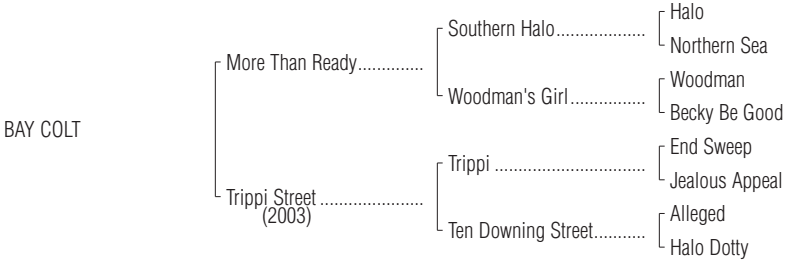 Halo
Southern Halo...................
Northern Sea
More Than Ready..............
Woodman
Woodman's Girl................
Becky Be Good
BAY COLT
End Sweep
Trippi ................................
Jealous Appeal
Trippi Street ......................
(2003)
Alleged
Ten Downing Street...........
Halo Dotty